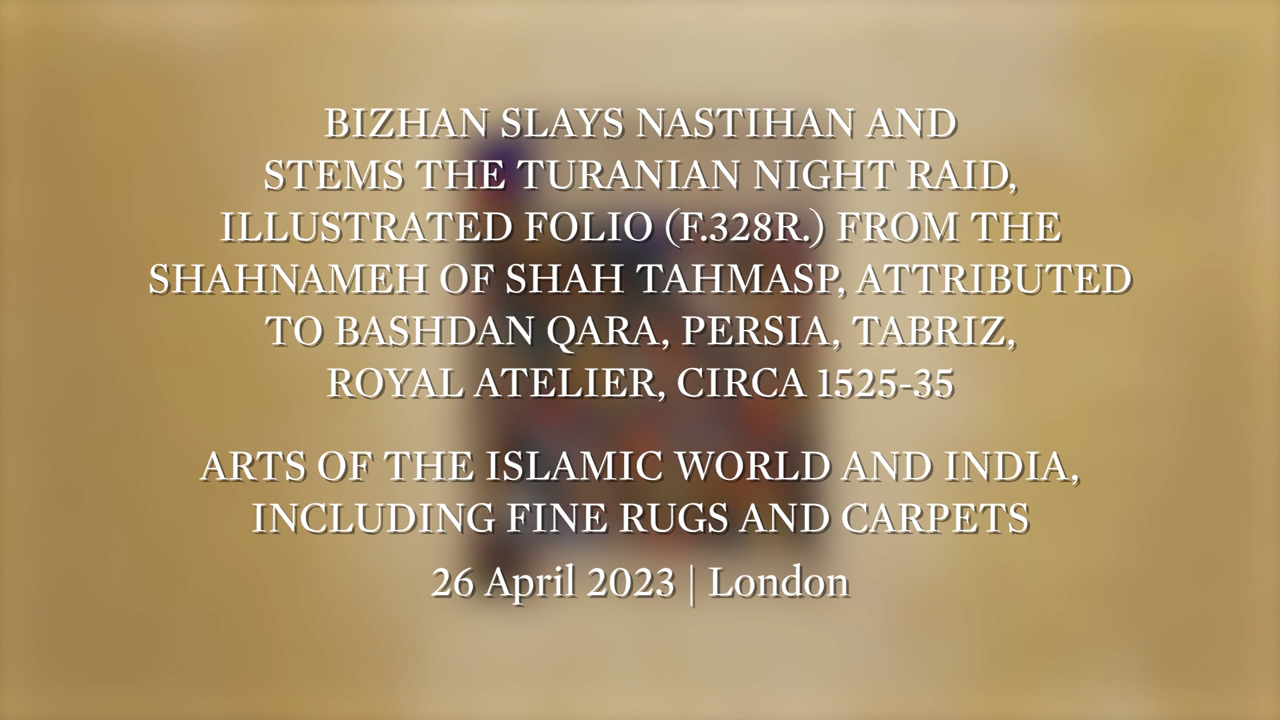 BIZHAN SLAYS NASTIHAN AND
STEMS THE TURANIAN NIGHT RAID,
ILLUSTRATED FOLIO (F.328R.) FROM THE
SHAHNAMEH OF SHAH TAHMASP, ATTRIBUTED
TO BASHDAN QARA, PERSIA, TABRIZ,
ROYAL ATELIER, CIRCA 1525-35
ARTS OF THE ISLAMIC WORLD AND INDIA,
INCLUDING FINE RUGS AND CARPETS
26 April 2023 | London